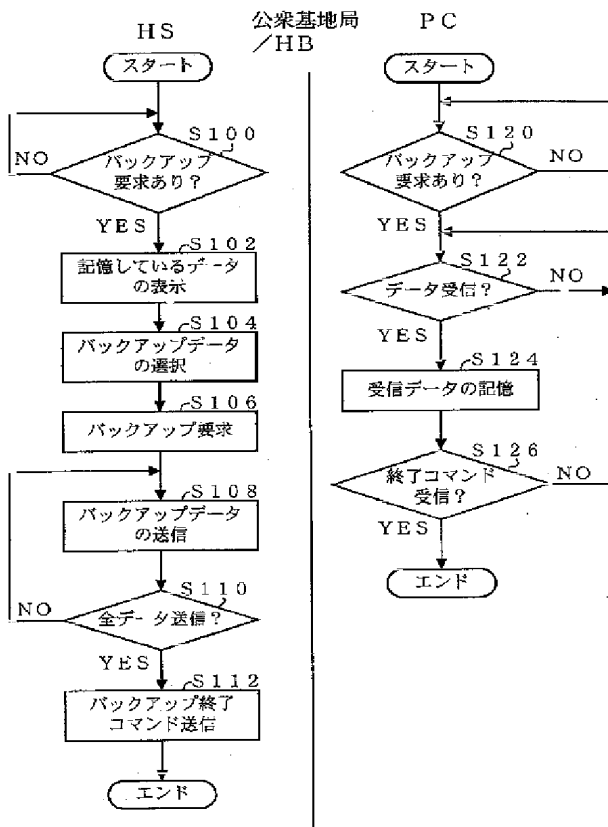 HS
公衆基地局
/HB
PC
スタート
S100
バックアップ
要求あり?
NO
YES
S102
記憶しているデータ
の表示
S104
バックアップデータ
の選択
S106
バックアップ要求
S108
バックアップデータ
の送信
S110
全データ送信?
NO
YES
S112
バックアップ終了
コマンド送信
エンド
スタート
S120
バックアップ
要求あり?
NO
YES
S122
データ受信?
NO
YES
S124
受信データの記憶
S126
終了コマンド
受信?
NO
YES
エンド